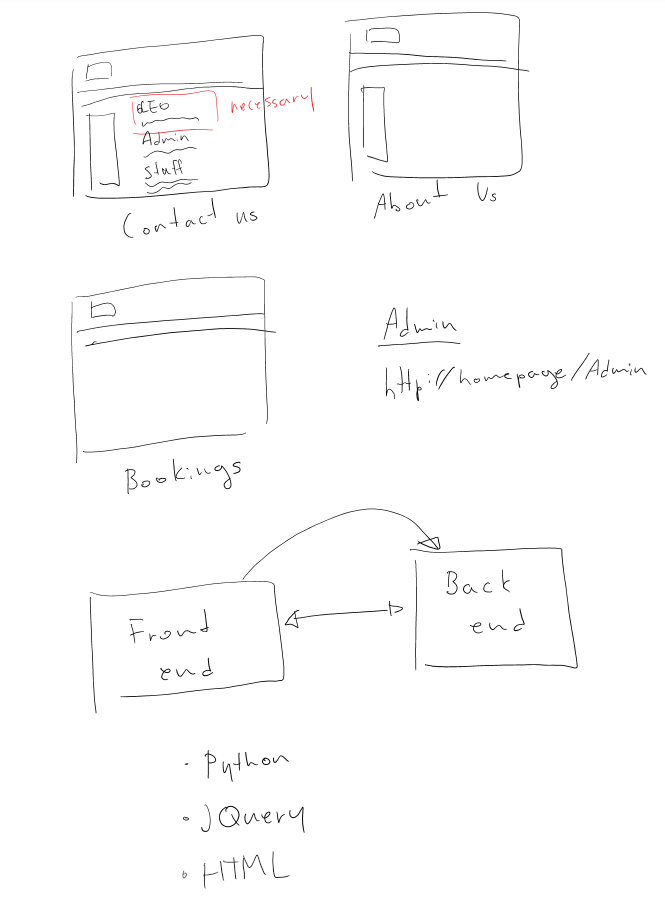 CEO
necessary
Admin
Staff
Contact us
About Us
Admin
http://homepage/Admin
Bookings
Front
end
Back
end
• Python
• JQuery
• HTML